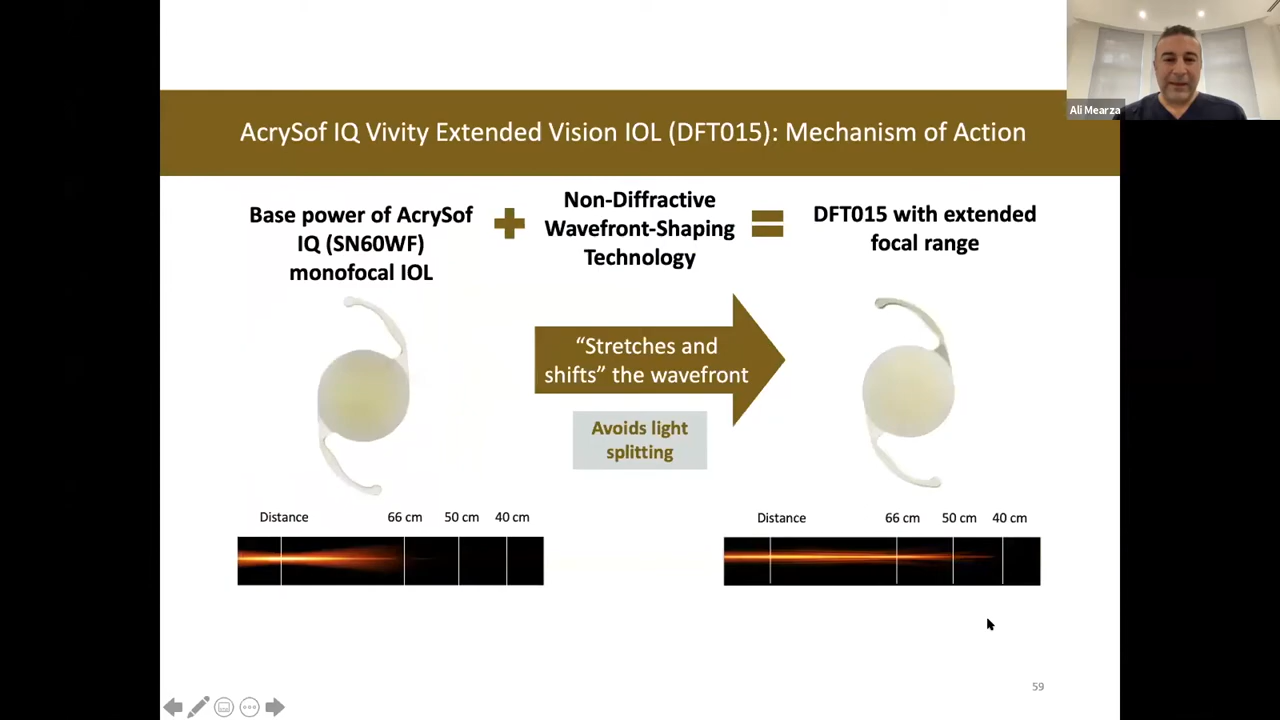 Ali Mearza
AcrySof IQ Vivity Extended Vision IOL (DFT015): Mechanism of Action
Base power of AcrySof
IQ (SN60WF)
monofocal IOL
Non-Diffractive
Wavefront-Shaping
Technology
DFT015 with extended
focal range
“Stretches and
shifts” the wavefront
Avoids light
splitting
Distance 66 cm 50 cm 40 cm
Distance 66 cm 50 cm 40 cm
59